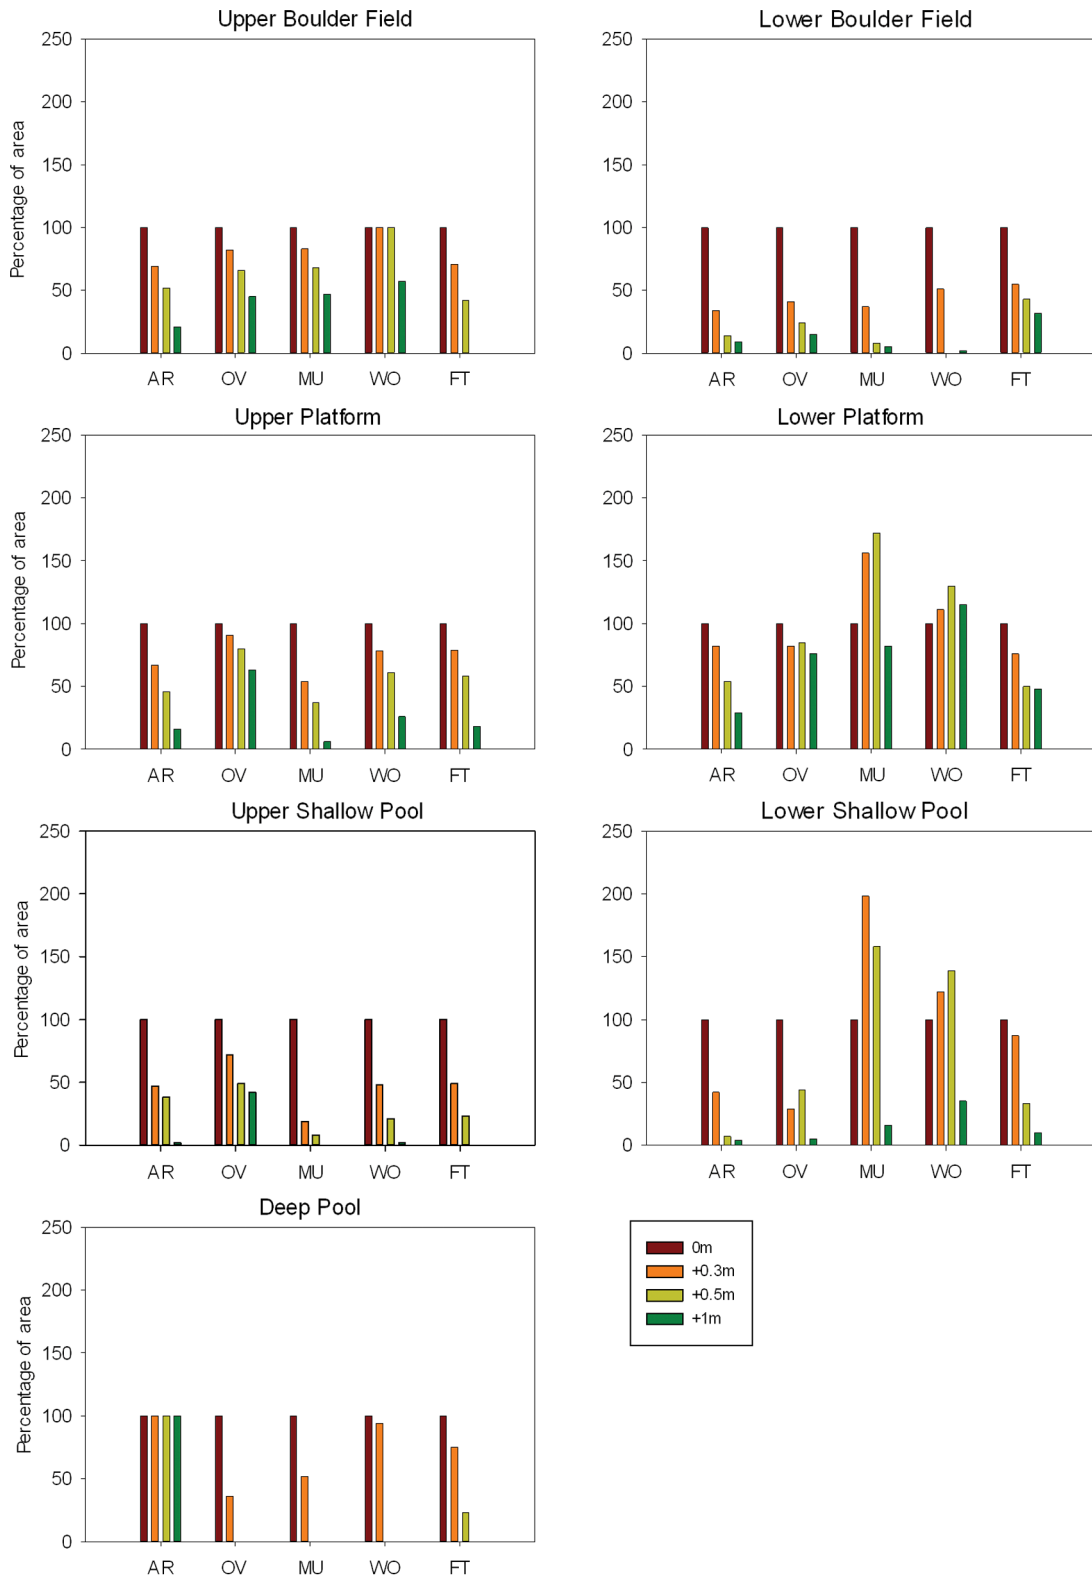 Upper Boulder Field
Percentage of area
250
200
150
100
50
0
AR OV MU WO FT
Lower Boulder Field
250
200
150
100
50
0
AR OV MU WO FT
Upper Platform
Percentage of area
250
200
150
100
50
0
AR OV MU WO FT
Lower Platform
250
200
150
100
50
0
AR OV MU WO FT
Upper Shallow Pool
Percentage of area
250
200
150
100
50
0
AR OV MU WO FT
Lower Shallow Pool
250
200
150
100
50
0
AR OV MU WO FT
Deep Pool
Percentage of area
250
200
150
100
50
0
AR OV MU WO FT
0m
+0.3m
+0.5m
+1m